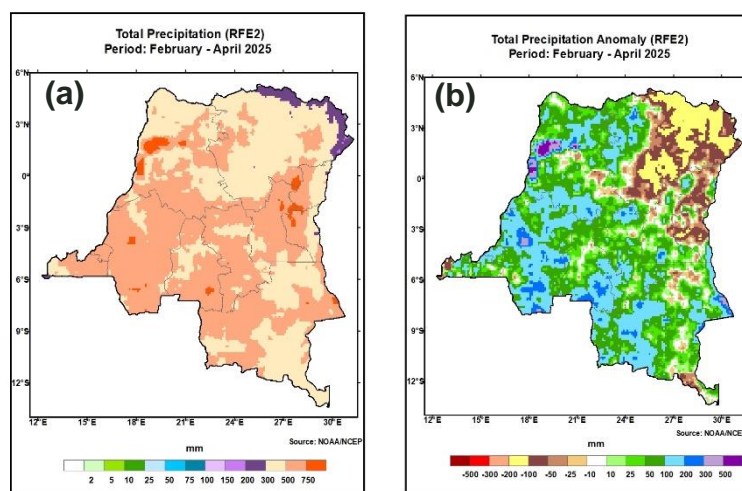 Total Precipitation (RFE2)
Period: February - April 2025
(a)
6°N
3°N
0°
3°S
6°S
9°S
12°S
12°E
15°E
18°E
21°E
24°E
27°E
30°E
Source: NOAA/NCEP
mm
2 5 10 25 50 75 100 150 200 300 500 750
Total Precipitation Anomaly (RFE2)
Period: February - April 2025
(b)
6°N
3°N
0°
3°S
6°S
9°S
12°S
12°E
15°E
18°E
21°E
24°E
27°E
30°E
Source: NOAA/NCEP
mm
-500 -300 -200 -100 -50 -25 -10 10 25 50 100 200 300 500